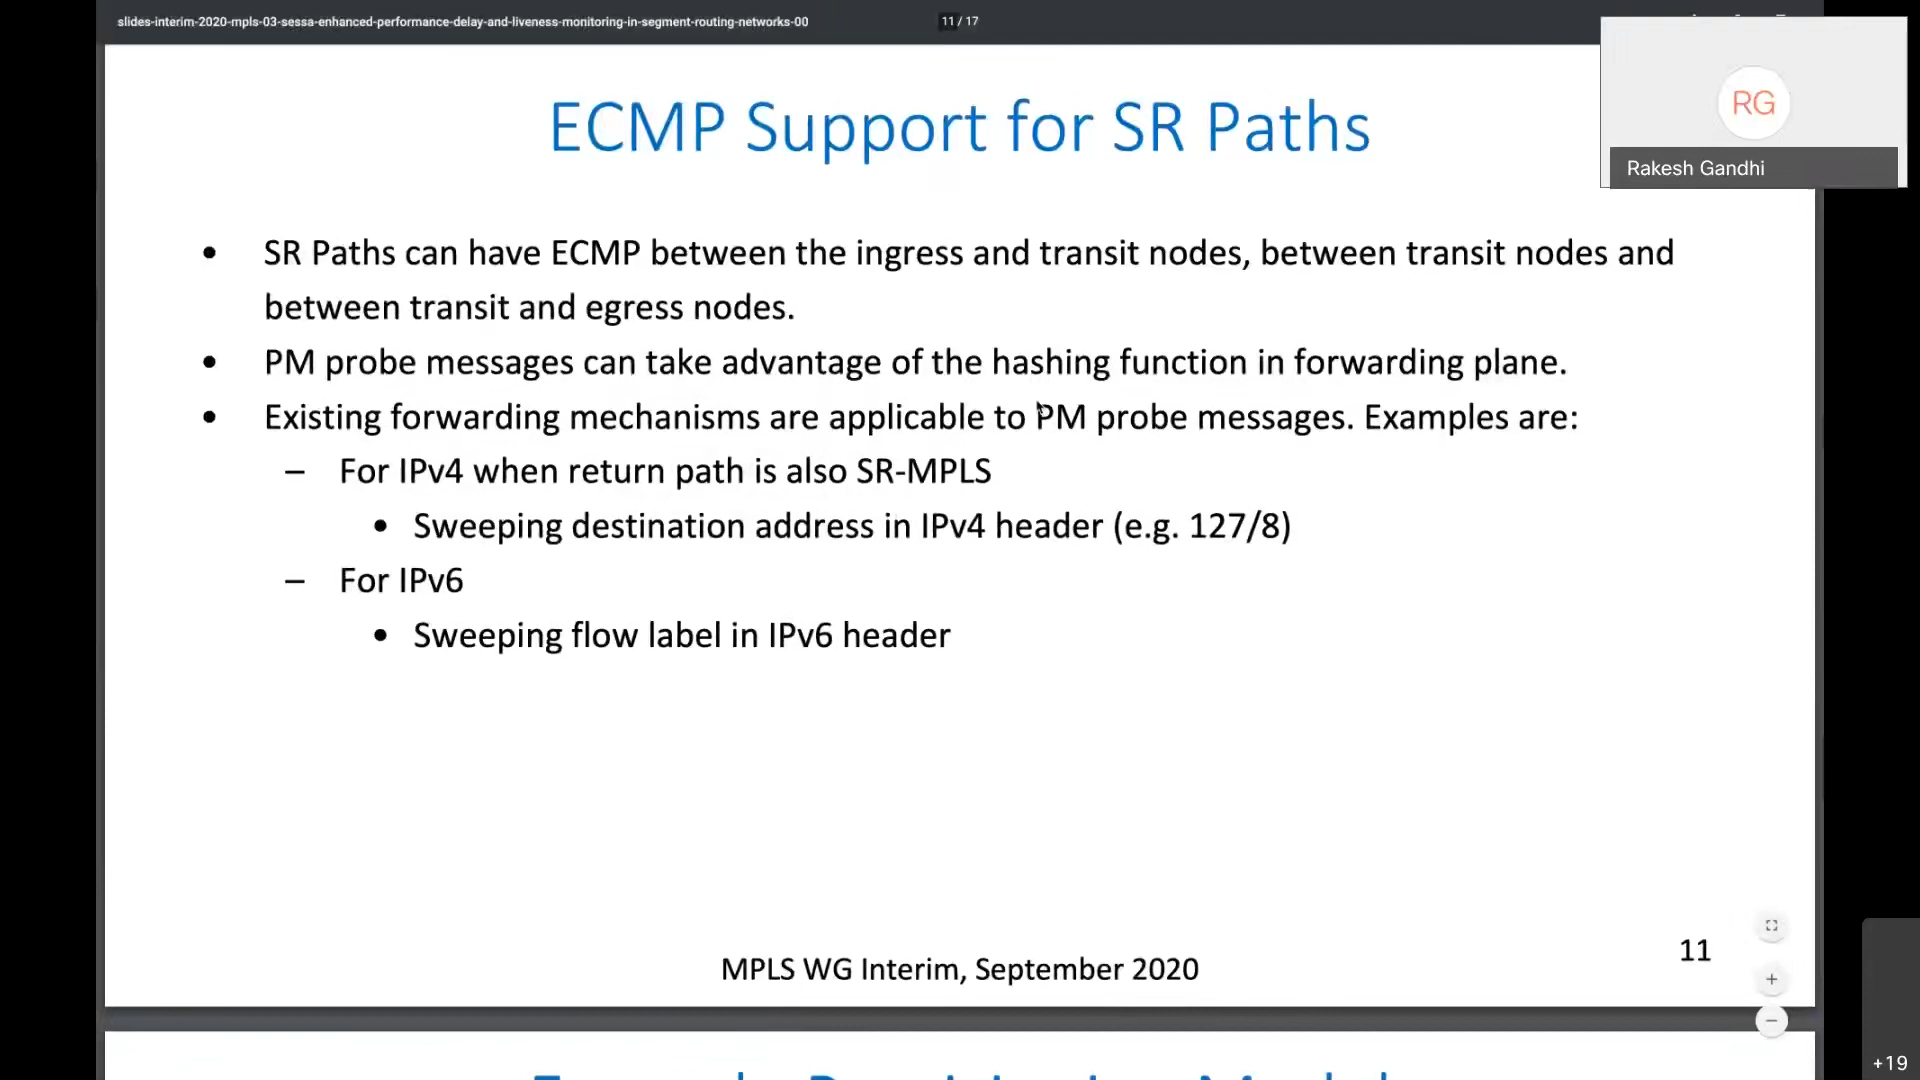 slides-interim-2020-mpls-03-sessa-enhanced-performance-delay-and-liveness-monitoring-in-segment-routing-networks-00
11 / 17
RG
Rakesh Gandhi
ECMP Support for SR Paths
• SR Paths can have ECMP between the ingress and transit nodes, between transit nodes and
between transit and egress nodes.
• PM probe messages can take advantage of the hashing function in forwarding plane.
• Existing forwarding mechanisms are applicable to PM probe messages. Examples are:
– For IPv4 when return path is also SR-MPLS
• Sweeping destination address in IPv4 header (e.g. 127/8)
– For IPv6
• Sweeping flow label in IPv6 header
MPLS WG Interim, September 2020
11
+19